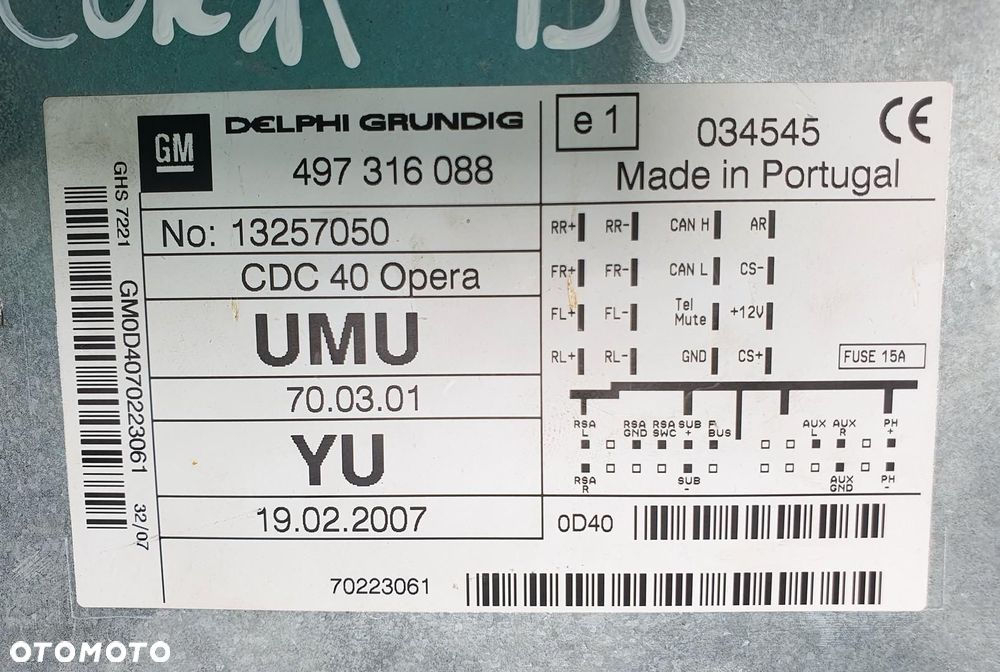 GM
DELPHI GRUNDIG
497 316 088
e 1
034545
CE
Made in Portugal
No: 13257050
CDC 40 Opera
UMU
70.03.01
YU
19.02.2007
70223061
GHS 7221
GM0D4070223061
32/07
RR+ RR- CAN H AR
FR+ FR- CAN L CS-
FL+ FL- Tel Mute +12V
RL+ RL- GND CS+
FUSE 15A
RSA L RSA GND RSA SWC SUB + F BUS AUX L AUX R PH +
RSA R SUB - AUX GND PH -
0D40
OTOMOTO